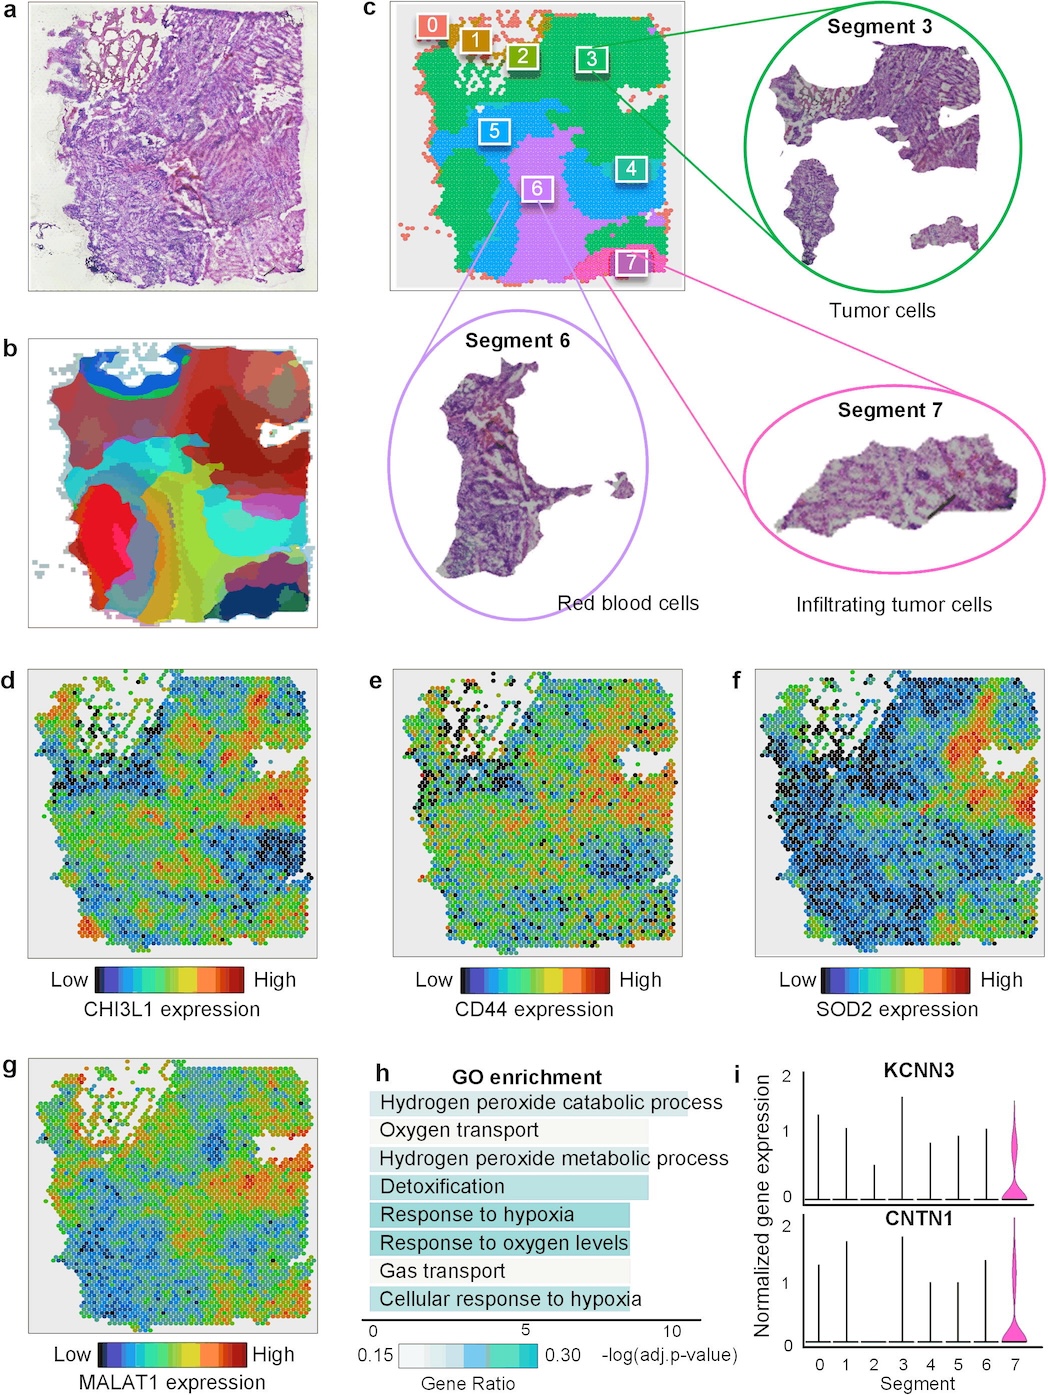 a
c
0
1
2
3
5
4
6
7
Segment 3
Tumor cells
b
Segment 6
Red blood cells
Segment 7
Infiltrating tumor cells
d
Low High
CHI3L1 expression
e
Low High
CD44 expression
f
Low High
SOD2 expression
g
Low High
MALAT1 expression
h
GO enrichment
Hydrogen peroxide catabolic process
Oxygen transport
Hydrogen peroxide metabolic process
Detoxification
Response to hypoxia
Response to oxygen levels
Gas transport
Cellular response to hypoxia
0 5 10
0.15 0.30 -log(adj.p-value)
Gene Ratio
i
KCNN3
2
1
0
CNTN1
2
1
0
Normalized gene expression
0 1 2 3 4 5 6 7
Segment